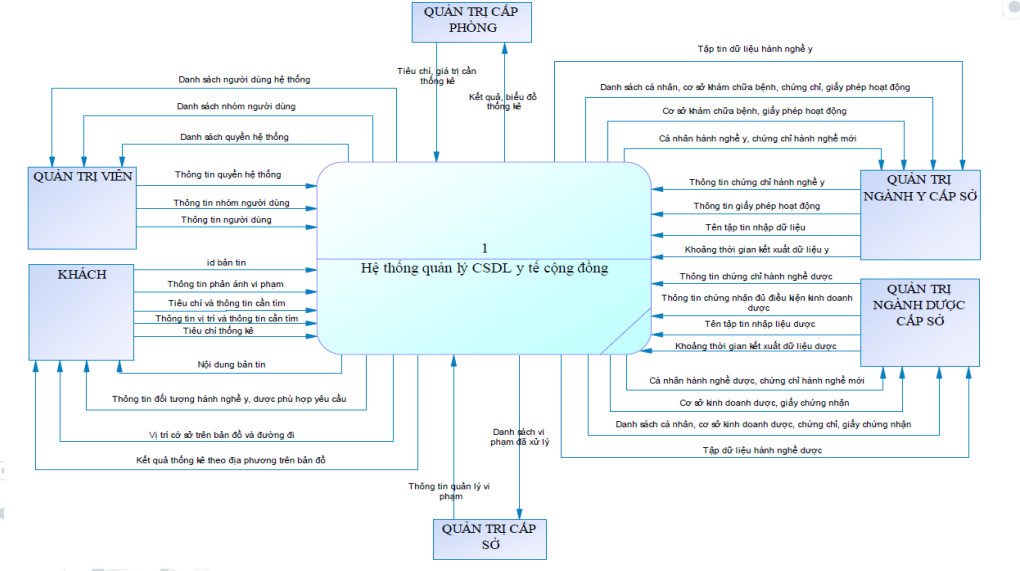 QUẢN TRỊ CẤP
PHÒNG
Tiêu chí, giá trị cần
thống kê
Kết quả, biểu đồ
thống kê
Danh sách người dùng hệ thống
Danh sách nhóm người dùng
Danh sách quyền hệ thống
QUẢN TRỊ VIÊN
Thông tin quyền hệ thống
Thông tin nhóm người dùng
Thông tin người dùng
KHÁCH
id bản tin
Thông tin phản ánh vi phạm
Tiêu chí và thông tin cần tìm
Thông tin vị trí và thông tin cần tìm
Tiêu chí thống kê
Nội dung bản tin
Thông tin đối tượng hành nghề y, dược phù hợp yêu cầu
Vị trí cớ sở trên bản đồ và đường đi
Kết quả thống kê theo địa phương trên bản đồ
1
Hệ thống quản lý CSDL y tế cộng đồng
Tập tin dữ liệu hành nghề y
Danh sách cá nhân, cơ sở khám chữa bệnh, chứng chỉ, giấy phép hoạt động
Cơ sở khám chữa bệnh, giấy phép hoạt động
Cá nhân hành nghề y, chứng chỉ hành nghề mới
QUẢN TRỊ
NGÀNH Y CẤP SỞ
Thông tin chứng chỉ hành nghề y
Thông tin giấy phép hoạt động
Tên tập tin nhập dữ liệu
Khoảng thời gian kết xuất dữ liệu y
QUẢN TRỊ
NGÀNH DƯỢC
CẤP SỞ
Thông tin chứng chỉ hành nghề dược
Thông tin chứng nhận đủ điều kiện kinh doanh
dược
Tên tập tin nhập liệu dược
Khoảng thời gian kết xuất dữ liệu dược
Cá nhân hành nghề dược, chứng chỉ hành nghề mới
Cơ sở kinh doanh dược, giấy chứng nhận
Danh sách cá nhân, cơ sở kinh doanh dược, chứng chỉ, giấy chứng nhận
Tập dữ liệu hành nghề dược
Danh sách vi
phạm đã xử lý
Thông tin quản lý vi
phạm
QUẢN TRỊ CẤP
SỞ